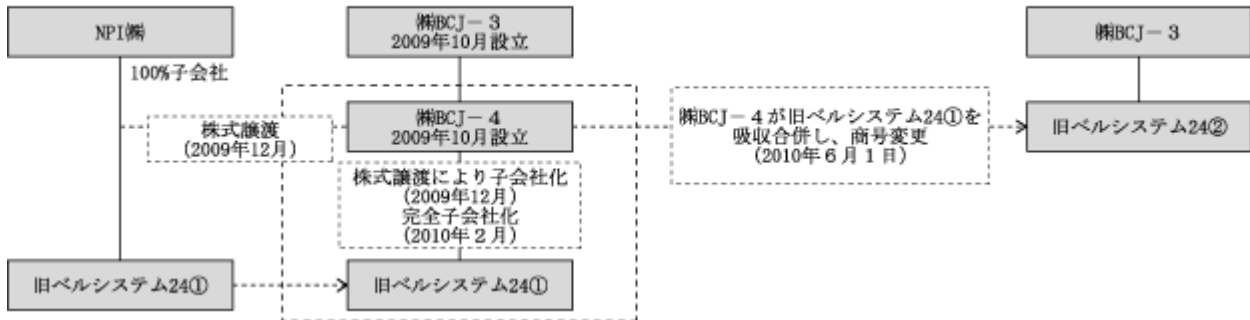 NPI㈱
100%子会社
株式譲渡
(2009年12月)
旧ベルシステム24①
㈱BCJ－3
2009年10月設立
㈱BCJ－4
2009年10月設立
株式譲渡により子会社化
(2009年12月)
完全子会社化
(2010年２月)
旧ベルシステム24①
㈱BCJ－４が旧ベルシステム24①を
吸収合併し、商号変更
(2010年６月１日)
㈱BCJ－3
旧ベルシステム24②